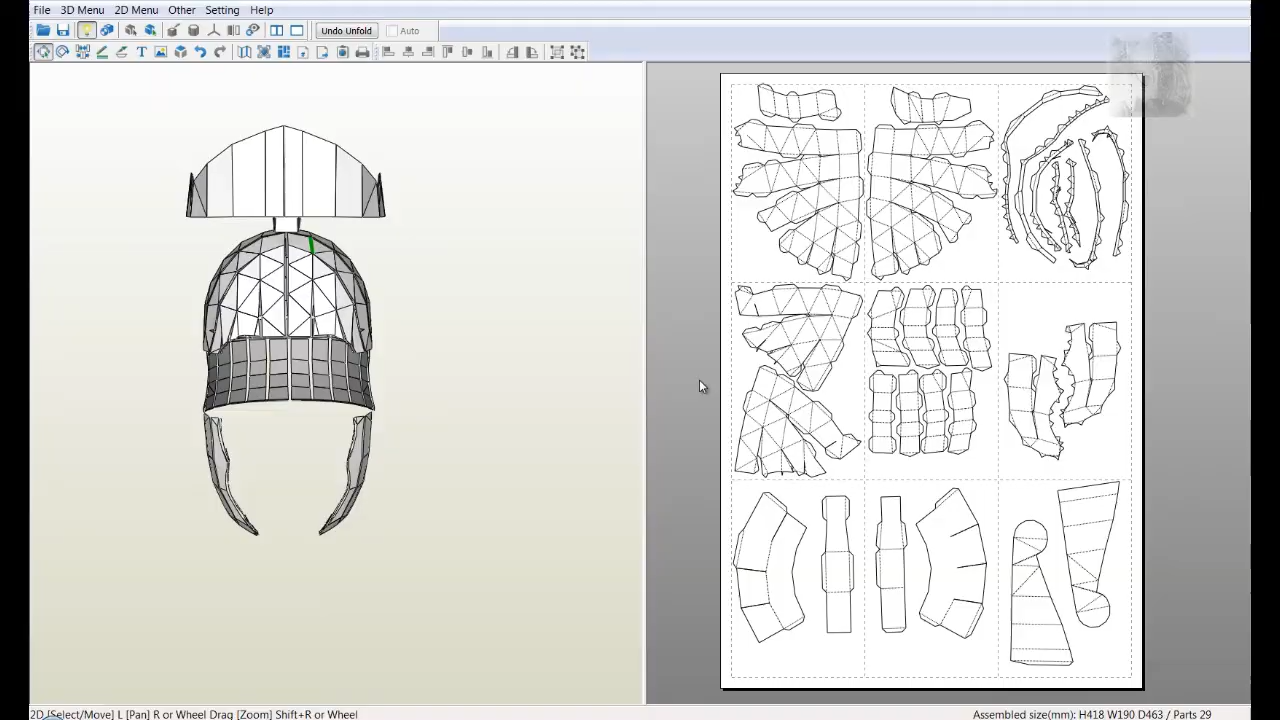 File 3D Menu 2D Menu Other Setting Help
Undo Unfold Auto
2D [Select/Move] L [Pan] R or Wheel Drag [Zoom] Shift+R or Wheel Assembled size(mm): H418 W190 D463 / Parts 29